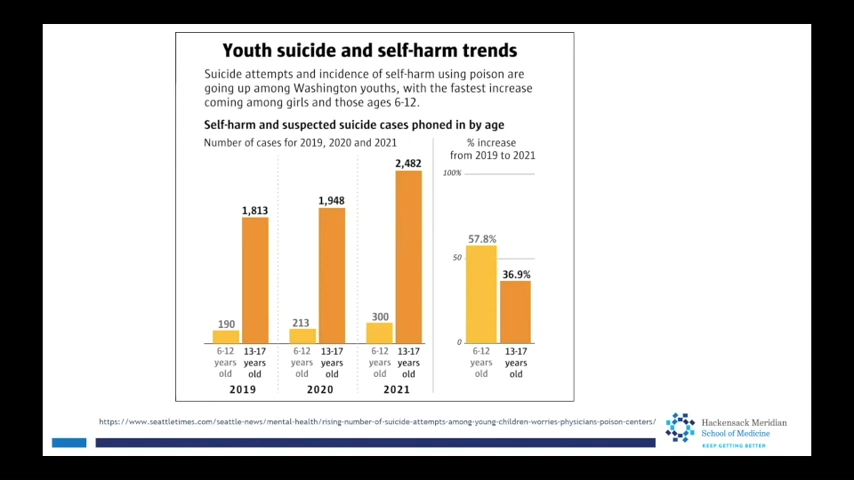 Youth suicide and self-harm trends
Suicide attempts and incidence of self-harm using poison are
going up among Washington youths, with the fastest increase
coming among girls and those ages 6-12.
Self-harm and suspected suicide cases phoned in by age
Number of cases for 2019, 2020 and 2021
190
1,813
213
1,948
300
2,482
6-12
years
old
13-17
years
old
2019
6-12
years
old
13-17
years
old
2020
6-12
years
old
13-17
years
old
2021
% increase
from 2019 to 2021
100%
50
0
57.8%
36.9%
6-12
years
old
13-17
years
old
https://www.seattletimes.com/seattle-news/mental-health/rising-number-of-suicide-attempts-among-young-children-worries-physicians-poison-centers/
Hackensack Meridian
School of Medicine
KEEP GETTING BETTER